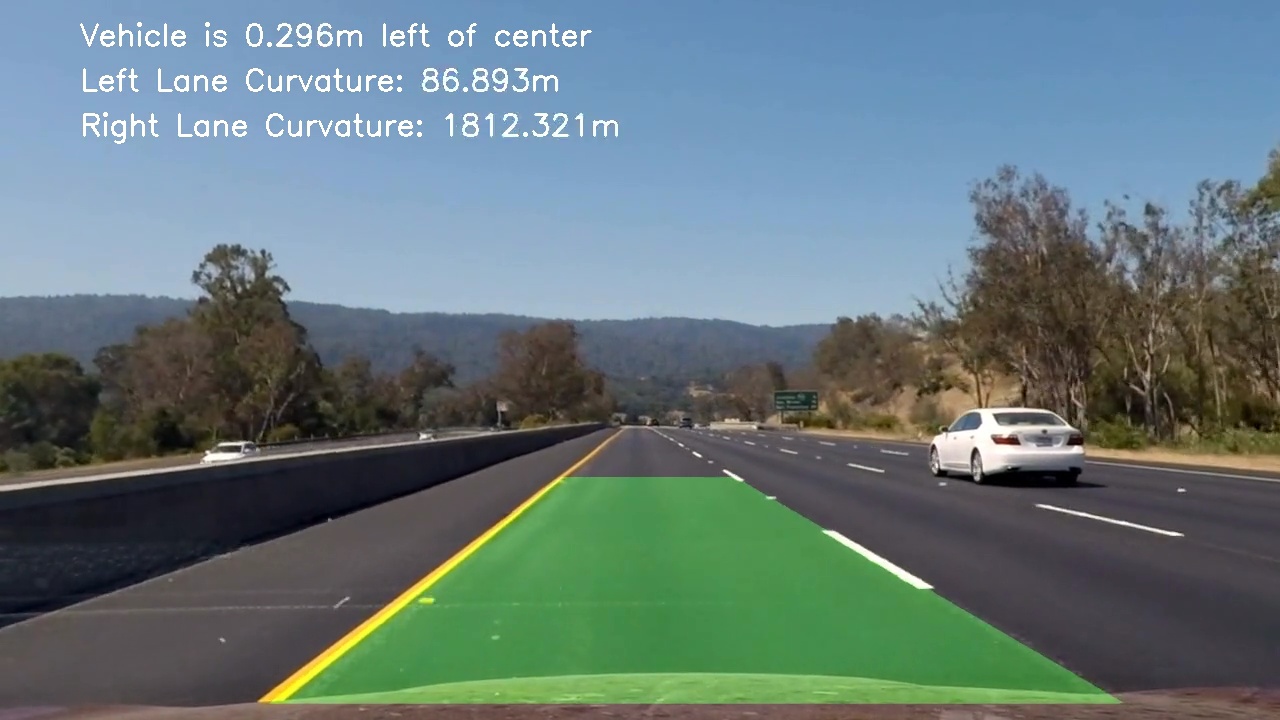 Vehicle is 0.296m left of center
Left Lane Curvature: 86.893m
Right Lane Curvature: 1812.321m